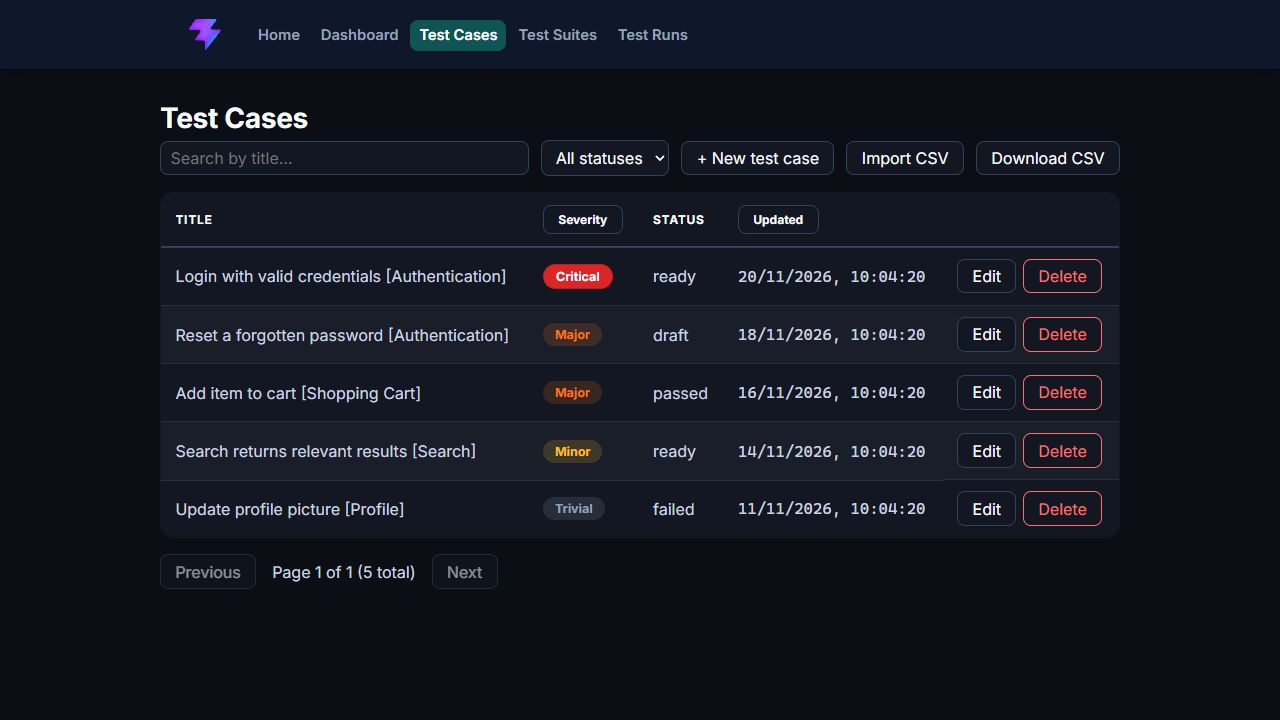 Home Dashboard Test Cases Test Suites Test Runs
Test Cases
Search by title... All statuses + New test case Import CSV Download CSV
TITLE Severity STATUS Updated
Login with valid credentials [Authentication] Critical ready 20/11/2026, 10:04:20 Edit Delete
Reset a forgotten password [Authentication] Major draft 18/11/2026, 10:04:20 Edit Delete
Add item to cart [Shopping Cart] Major passed 16/11/2026, 10:04:20 Edit Delete
Search returns relevant results [Search] Minor ready 14/11/2026, 10:04:20 Edit Delete
Update profile picture [Profile] Trivial failed 11/11/2026, 10:04:20 Edit Delete
Previous Page 1 of 1 (5 total) Next